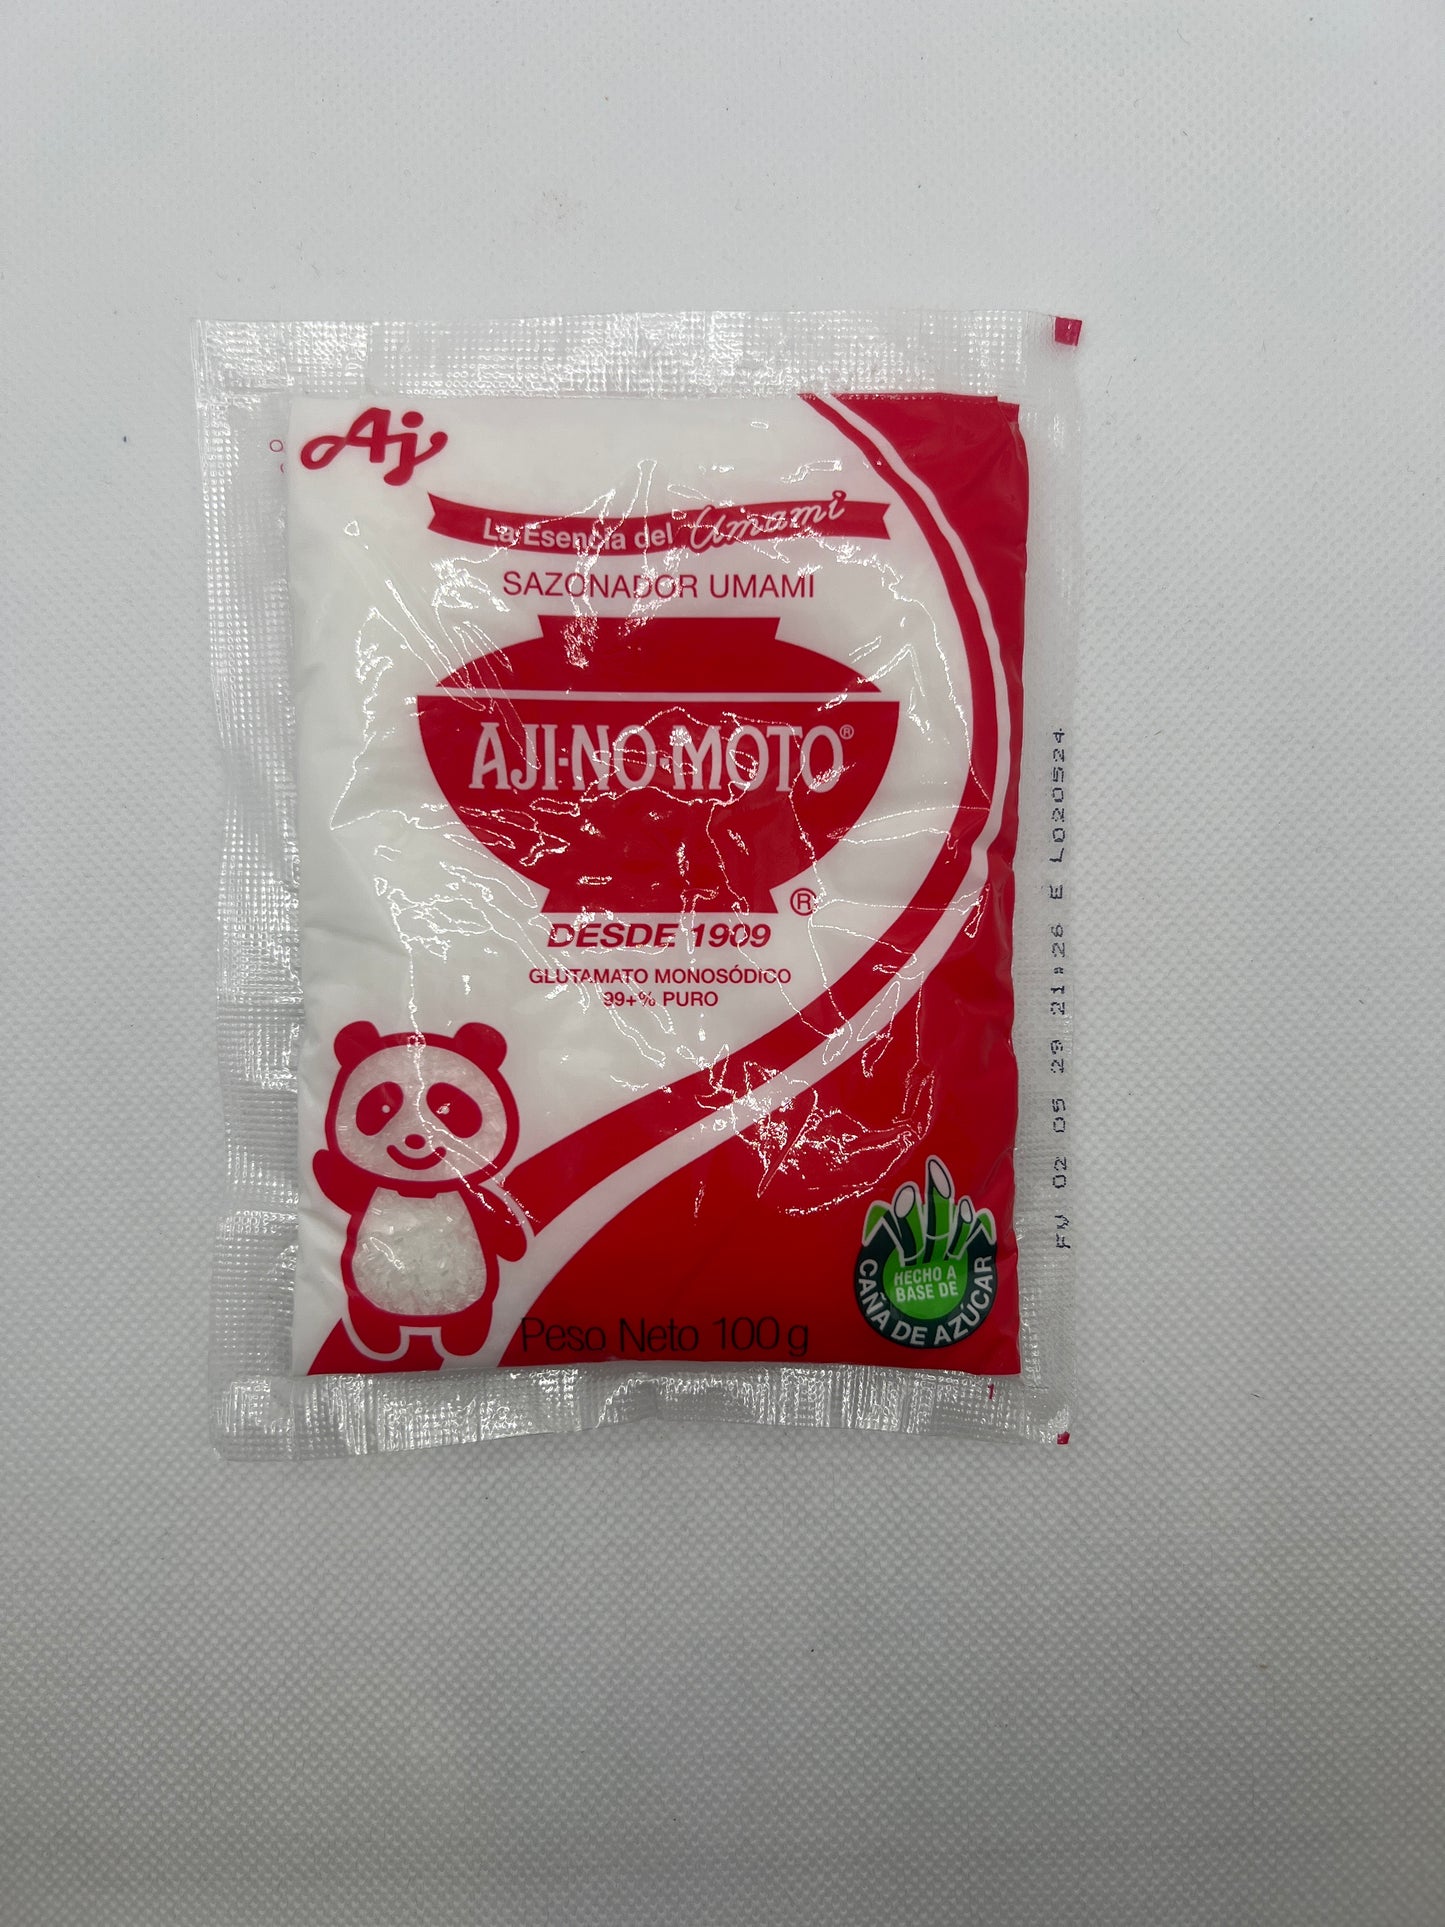 Aj
La Esencia del Umami
SAZONADOR UMAMI
AJI-NO-MOTO®
®
DESDE 1909
GLUTAMATO MONOSÓDICO
99+% PURO
HECHO A
BASE DE
CAÑA DE AZÚCAR
Peso Neto 100 g
1
FV 02 05 29 21:26 E L020524